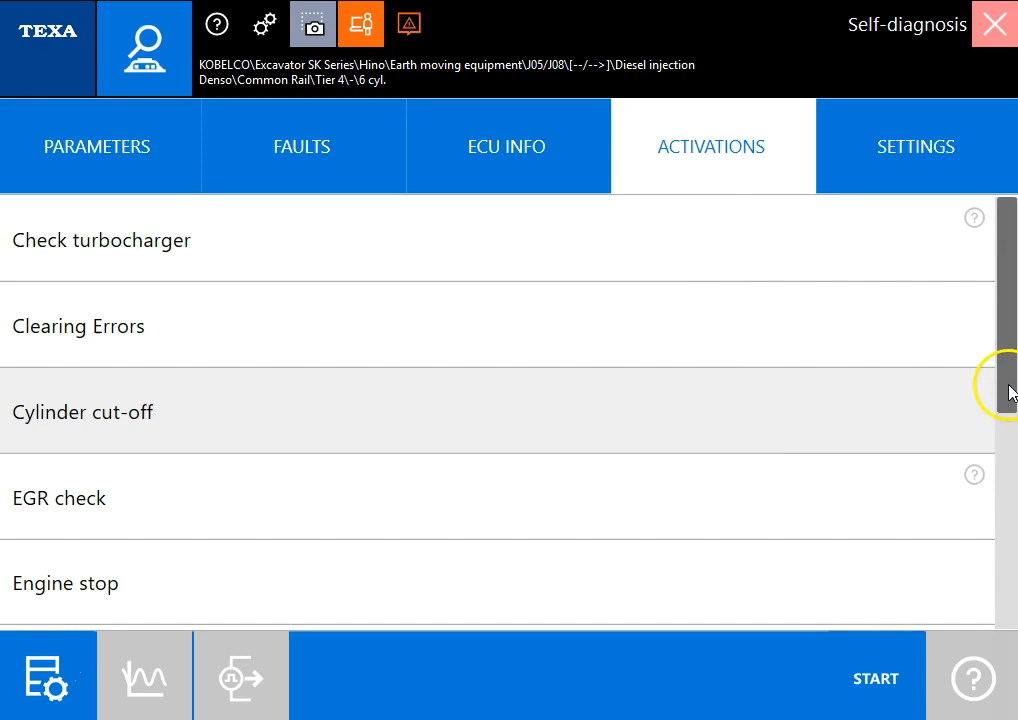 TEXA
Self-diagnosis
KOBELCO\Excavator SK Series\Hino\Earth moving equipment\J05/J08\[--/-->]\Diesel injection
Denso\Common Rail\Tier 4\-\6 cyl.
PARAMETERS
FAULTS
ECU INFO
ACTIVATIONS
SETTINGS
Check turbocharger
Clearing Errors
Cylinder cut-off
EGR check
Engine stop
START